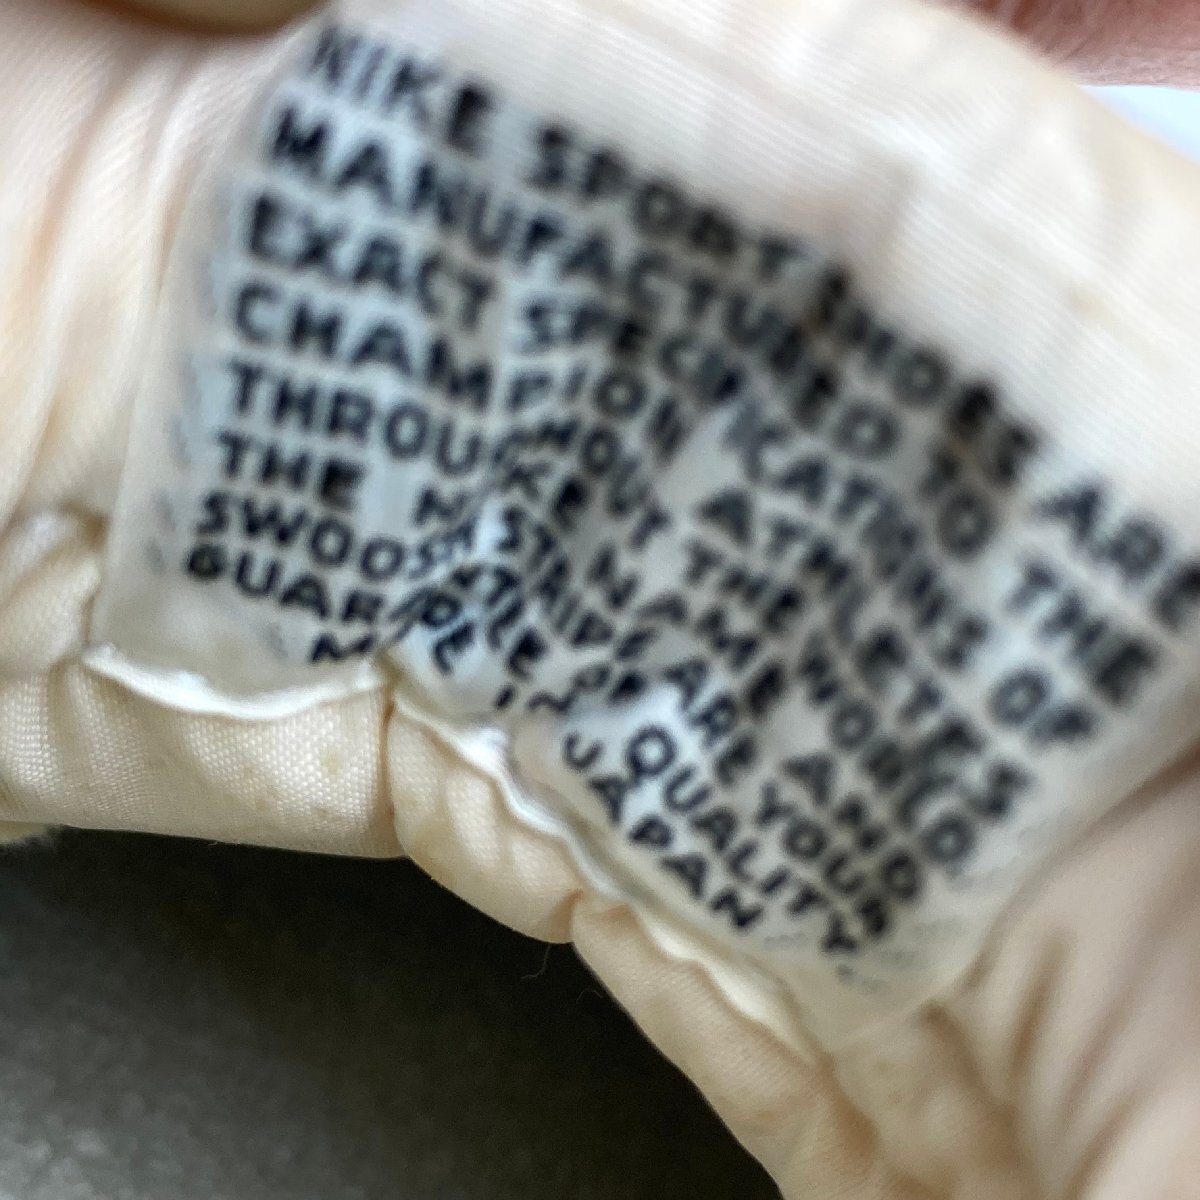 NIKE SPORT SHOES ARE
MANUFACTURED TO THE
EXACT SPECIFICATIONS OF
CHAMPION ATHLETES
THROUGHOUT THE WORLD.
THE NIKE NAME AND
SWOOSH STRIPE ARE YOUR
GUARANTEE OF QUALITY.
MADE IN JAPAN